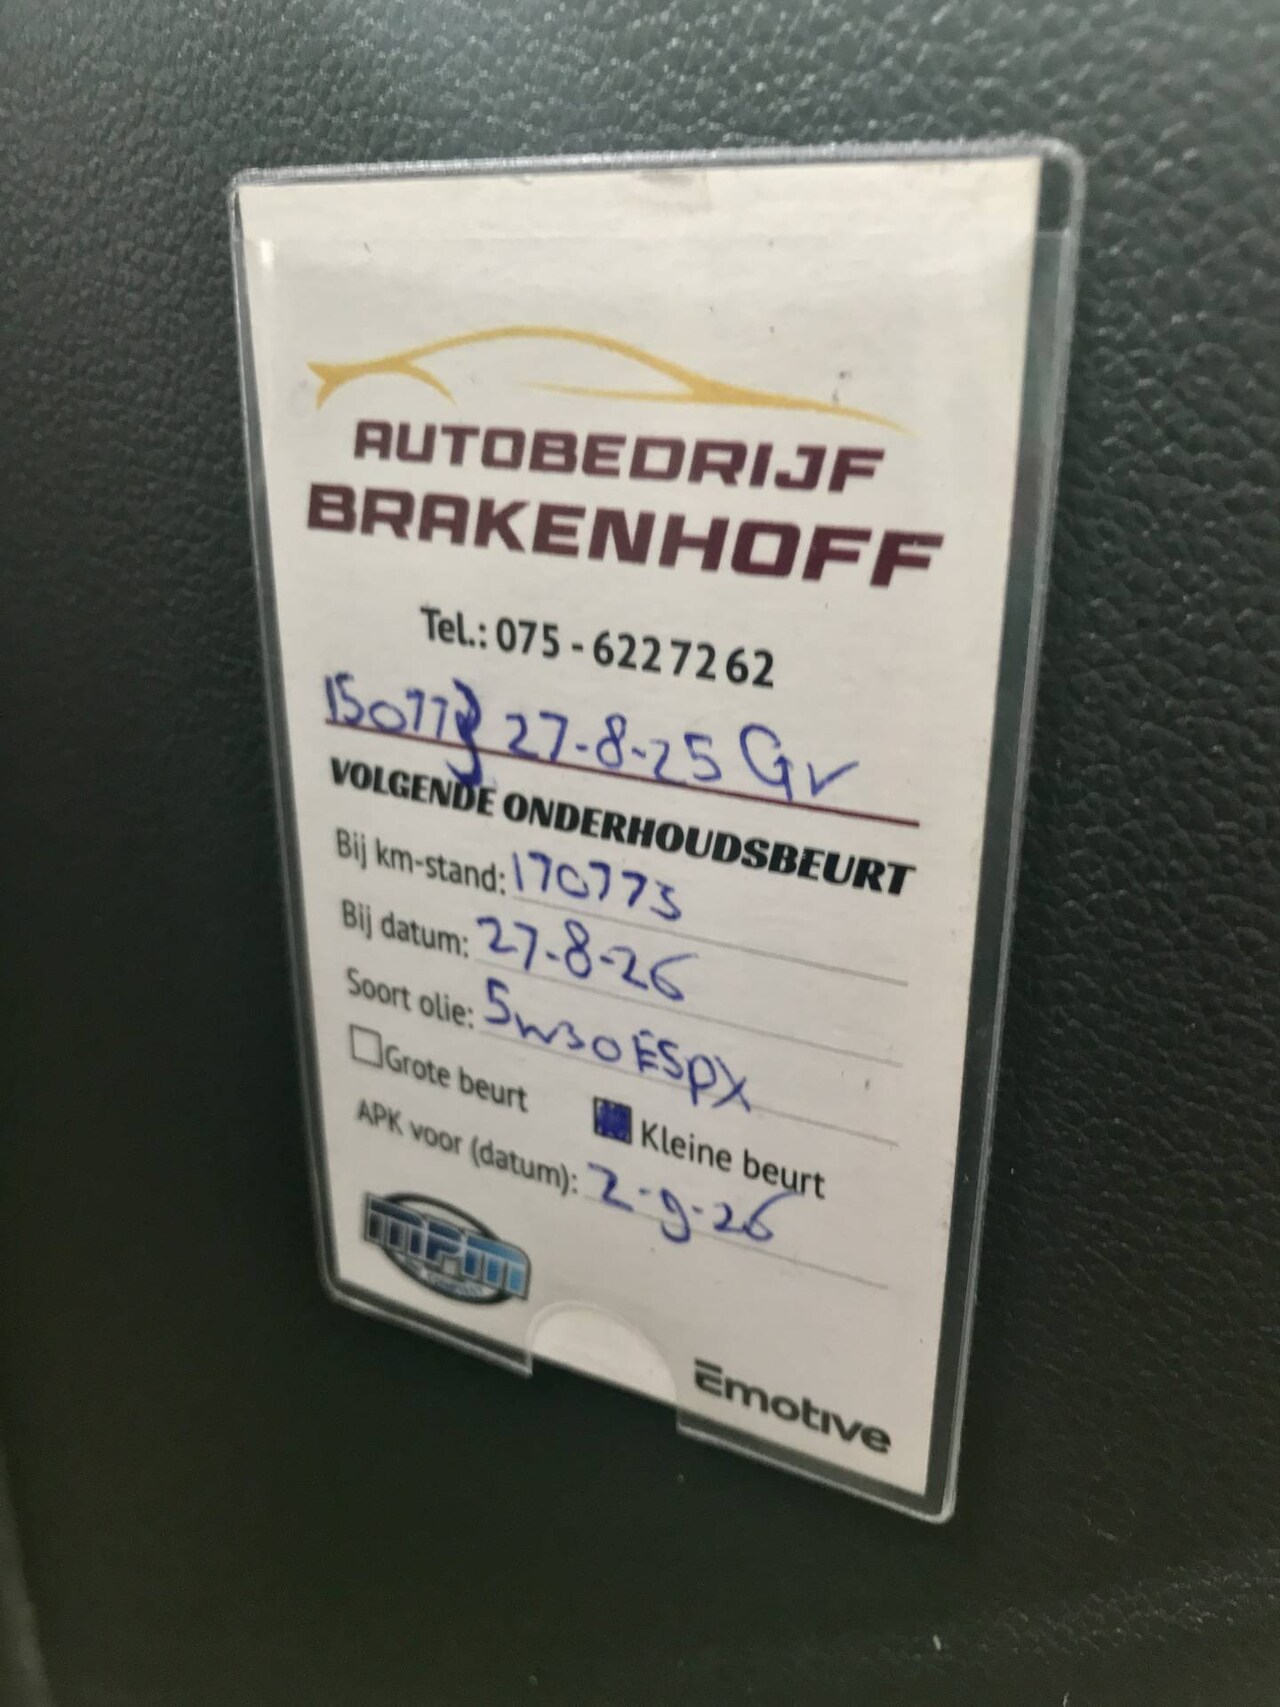 AUTOBEDRIJF
BRAKENHOFF
Tel.: 075 - 6227262
150773 27-8-25 Gv
VOLGENDE ONDERHOUDSBEURT
Bij km-stand: 170773
Bij datum: 27-8-26
Soort olie: 5w30 ESPX
Grote beurt Kleine beurt
APK voor (datum): 2-9-26
MPM
Emotive